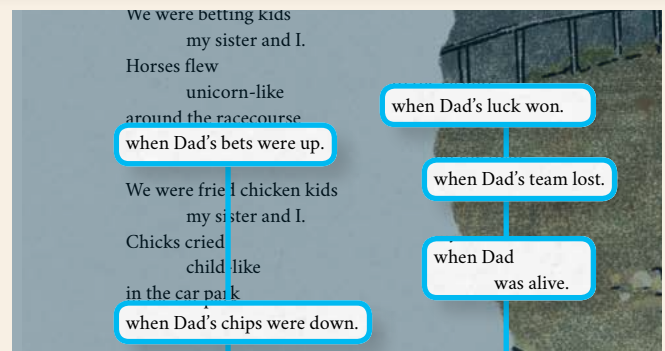 We were betting kids
my sister and I.
Horses flew
unicorn-like
around the racecourse
when Dad’s bets were up.
We were fried chicken kids
my sister and I.
Chicks cried
child-like
in the car park
when Dad’s chips were down.
when Dad’s luck won.
when Dad’s team lost.
when Dad
was alive.